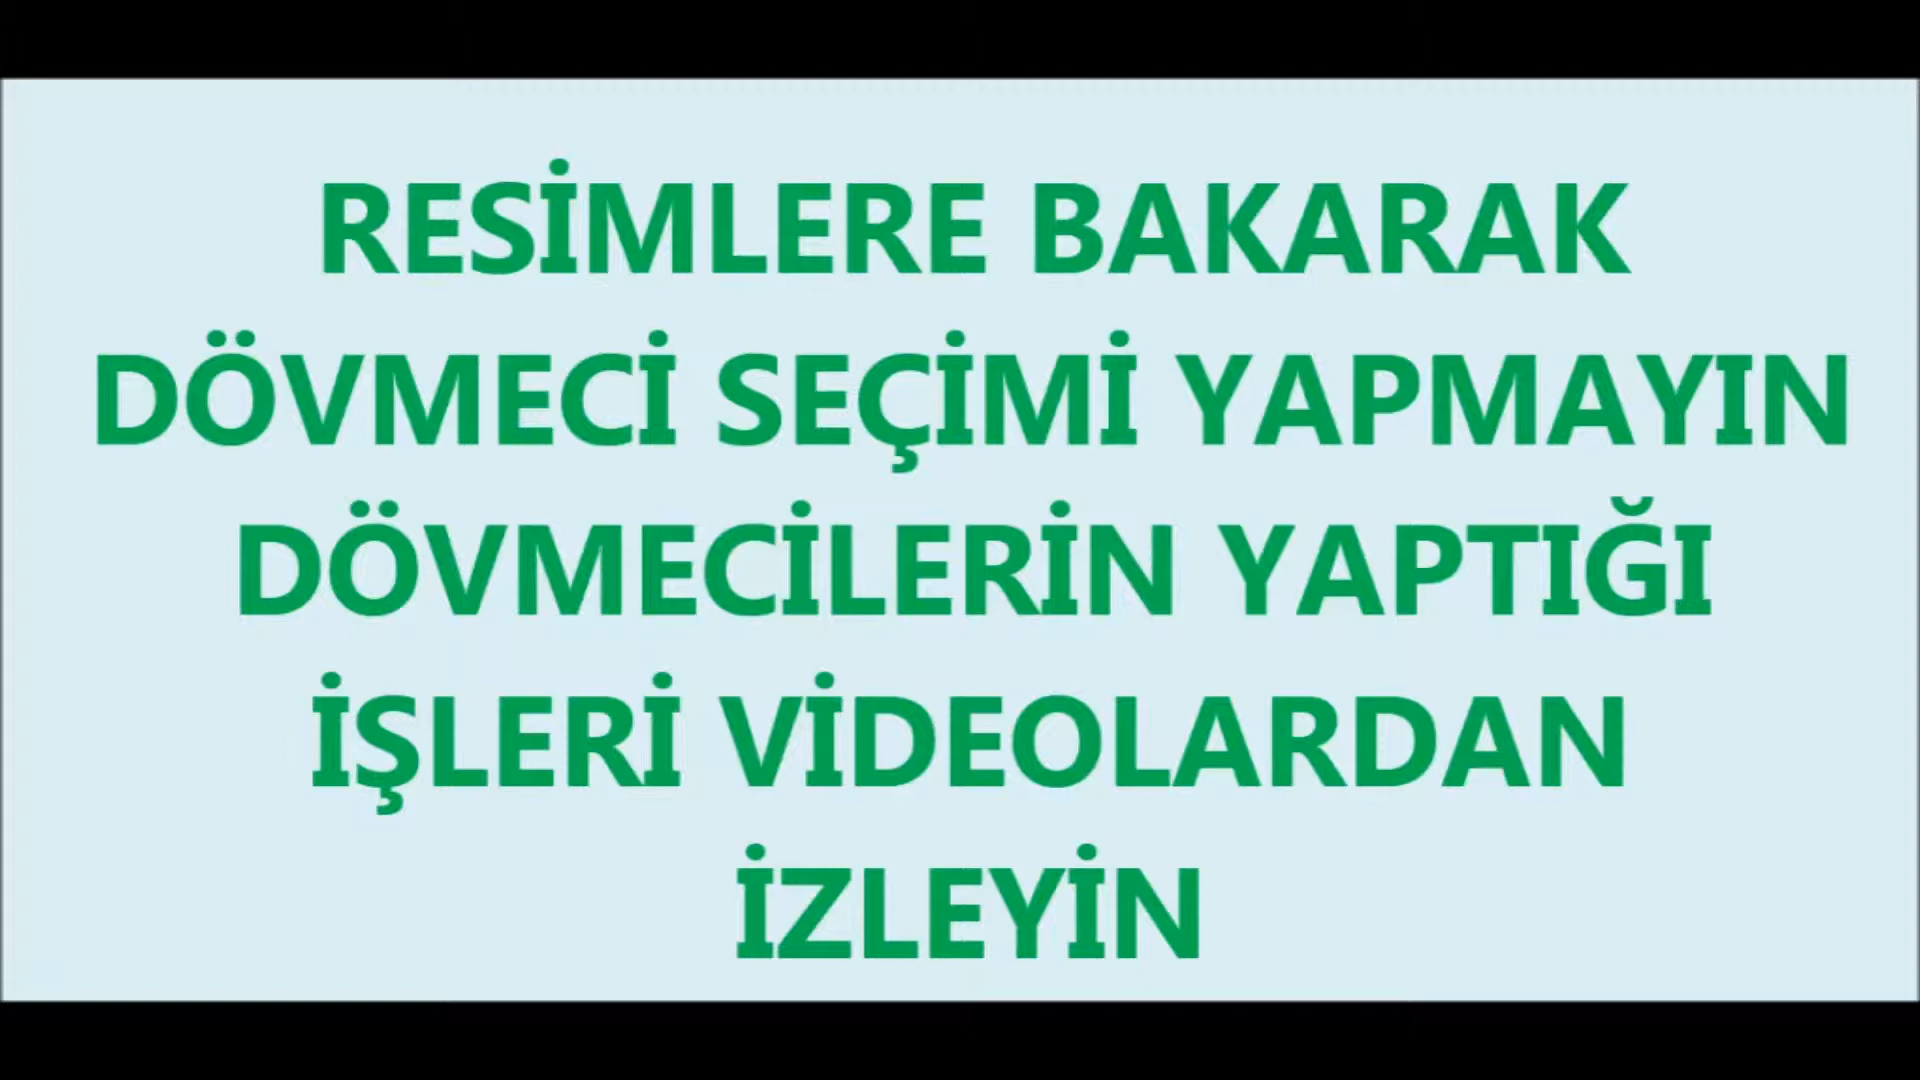 RESİMLERE BAKARAK
DÖVMECİ SEÇİMİ YAPMAYIN
DÖVMECİLERİN YAPTIĞI
İŞLERİ VİDEOLARDAN
İZLEYİN